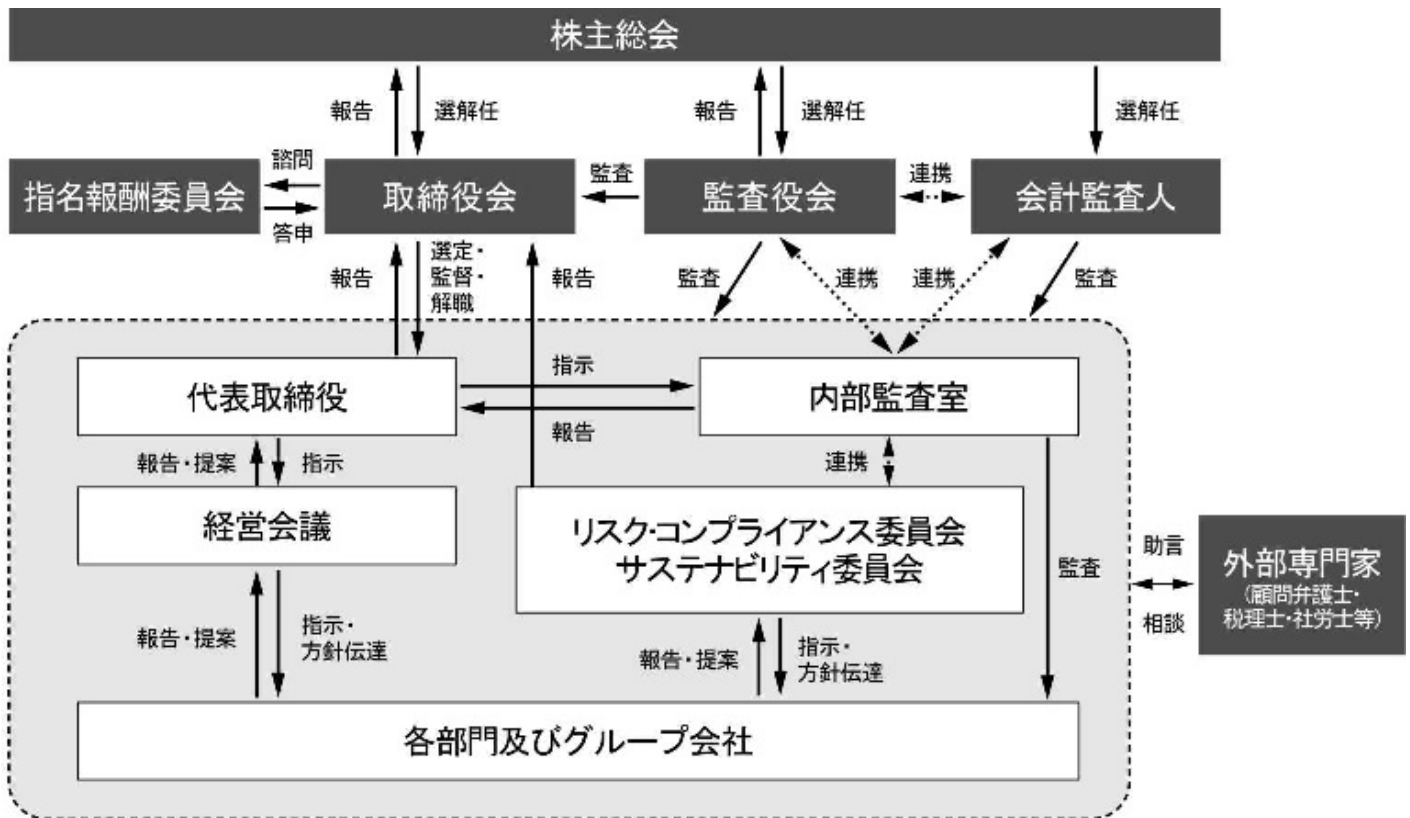 株主総会
報告
選解任
報告
選解任
選解任
指名報酬委員会
諮問
答申
取締役会
監査
監査役会
連携
会計監査人
報告
選定・
監督・
解職
報告
監査
連携
連携
監査
代表取締役
指示
報告
内部監査室
報告・提案
指示
連携
経営会議
リスク・コンプライアンス委員会
サステナビリティ委員会
監査
助言
相談
外部専門家
(顧問弁護士・
税理士・社労士等)
報告・提案
指示・
方針伝達
報告・提案
指示・
方針伝達
各部門及びグループ会社